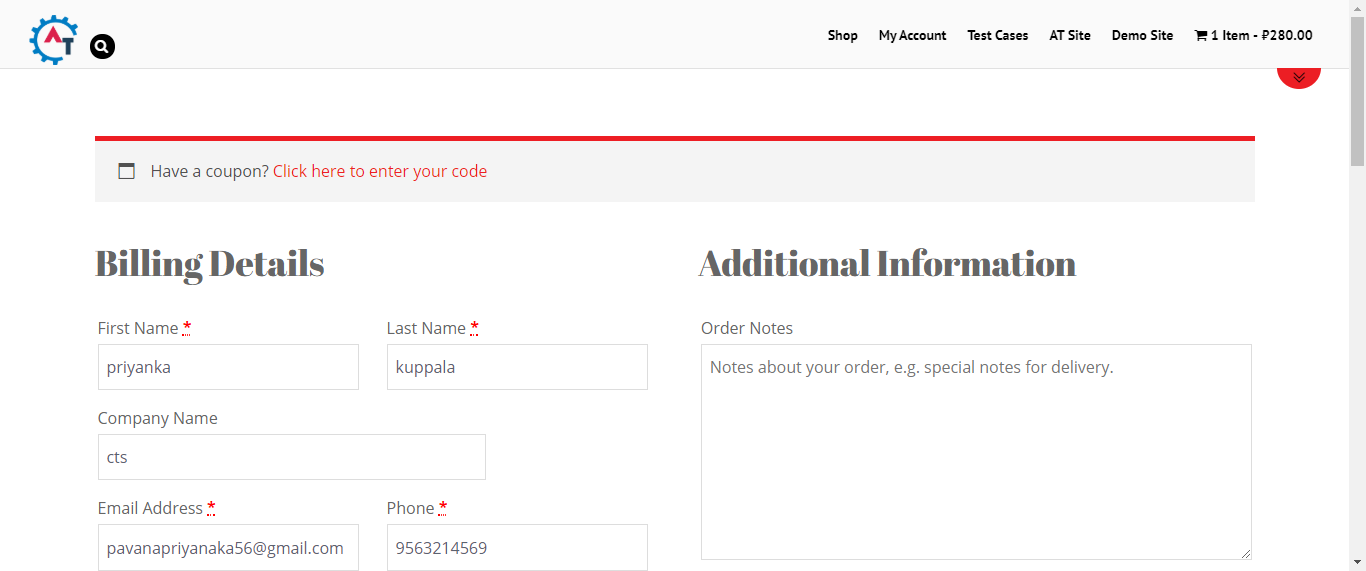 AT
Shop My Account Test Cases AT Site Demo Site 1 Item - ₽280.00
Have a coupon? Click here to enter your code
Billing Details
First Name *
Last Name *
priyanka
kuppala
Company Name
cts
Email Address *
Phone *
pavanapriyanaka56@gmail.com
9563214569
Additional Information
Order Notes
Notes about your order, e.g. special notes for delivery.